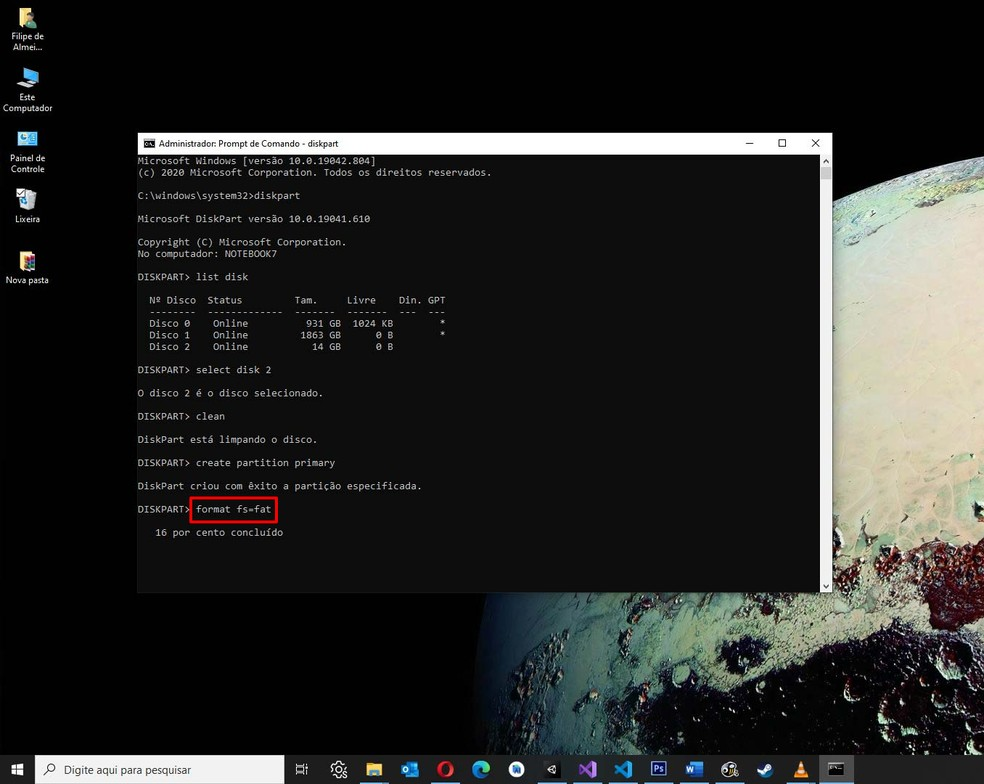 Filipe de
Almei...
Este
Computador
Painel de
Controle
Lixeira
Nova pasta
Administrador: Prompt de Comando - diskpart
Microsoft Windows [versão 10.0.19042.804]
(c) 2020 Microsoft Corporation. Todos os direitos reservados.
C:\windows\system32>diskpart
Microsoft DiskPart versão 10.0.19041.610
Copyright (C) Microsoft Corporation.
No computador: NOTEBOOK7
DISKPART> list disk
Nº Disco  Status         Tam.     Livre    Din.  GPT
--------  -------------  -------  -------  ---  ---
Disco 0    Online           931 GB  1024 KB        *
Disco 1    Online          1863 GB      0 B        *
Disco 2    Online            14 GB      0 B
DISKPART> select disk 2
O disco 2 é o disco selecionado.
DISKPART> clean
DiskPart está limpando o disco.
DISKPART> create partition primary
DiskPart criou com êxito a partição especificada.
DISKPART> format fs=fat
16 por cento concluído
Digite aqui para pesquisar